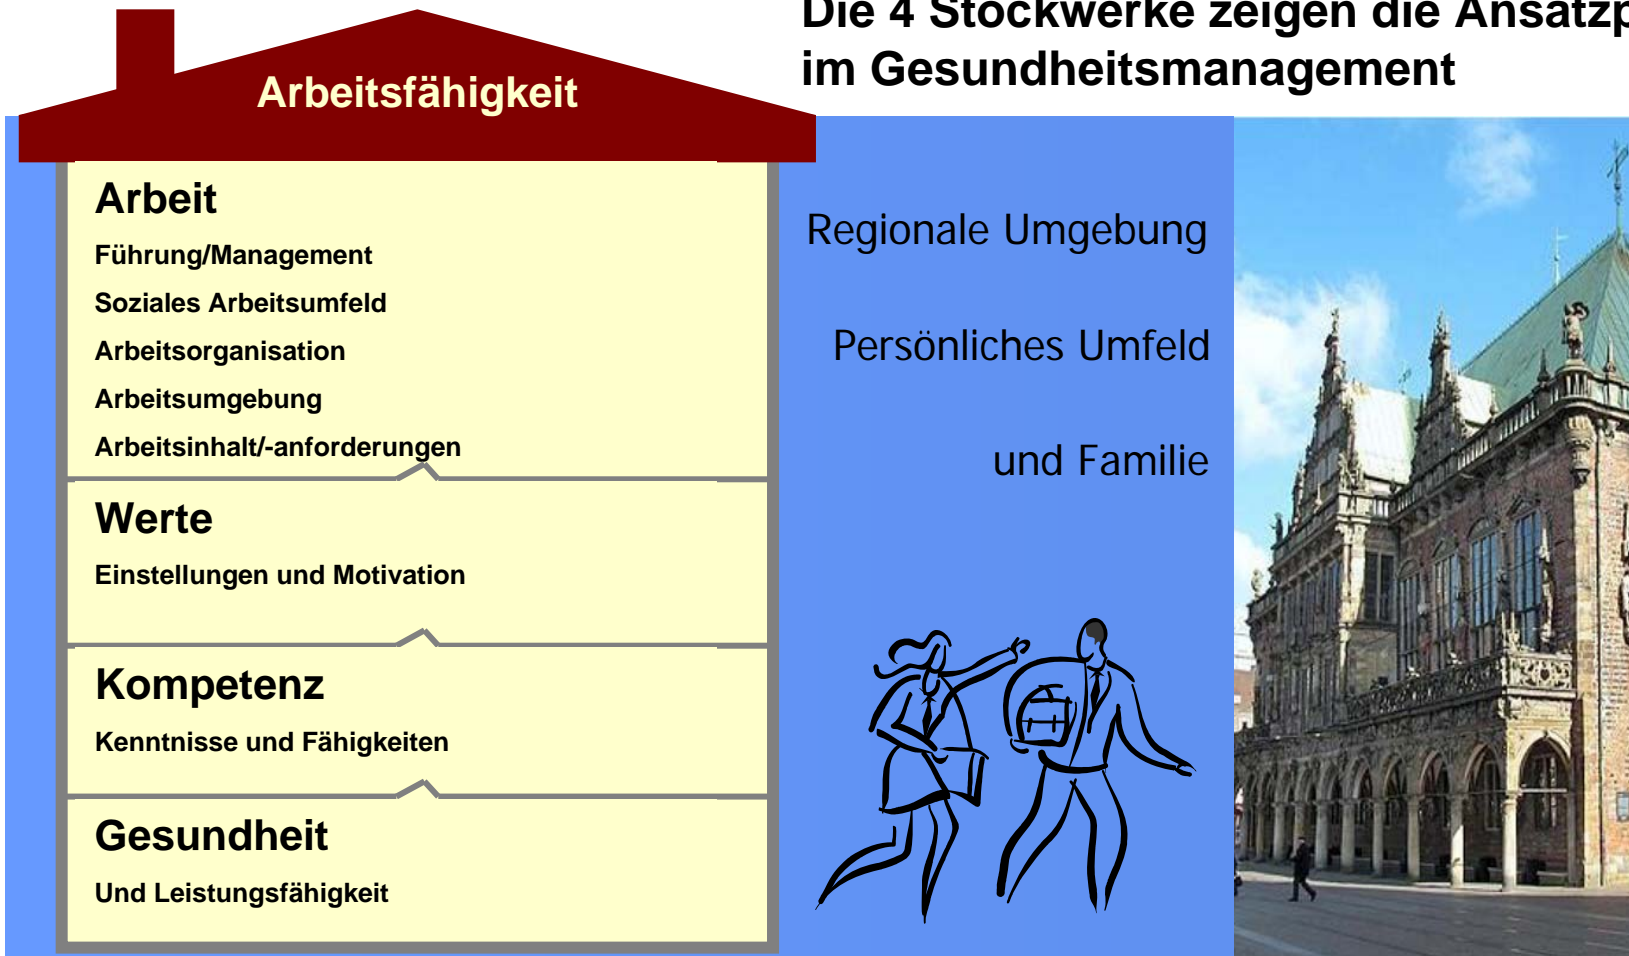 Die 4 Stockwerke zeigen die
im Gesundheitsmanagement
Arbeitsfähigkeit
Arbeit
Führung/Management
Soziales Arbeitsumfeld
Arbeitsorganisation
Arbeitsumgebung
Arbeitsinhalt/-anforderungen
Werte
Einstellungen und Motivation
Kompetenz
Kenntnisse und Fähigkeiten
Gesundheit
Und Leistungsfähigkeit
Regionale Umgebung
Persönliches Umfeld
und Familie